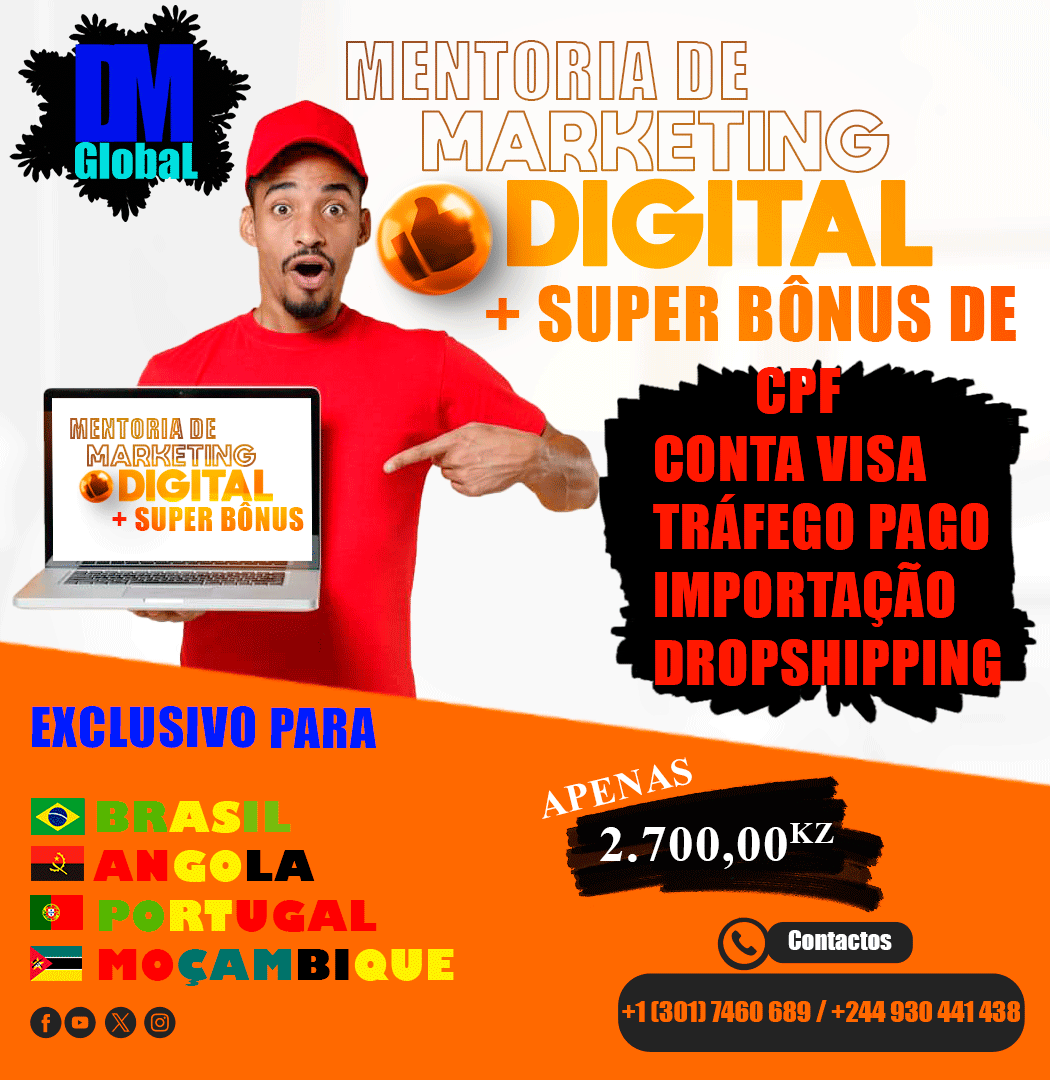 DM
GlobaL
MENTORIA DE
MARKETING
DIGITAL
+ SUPER BÔNUS DE
CPF
CONTA VISA
TRÁFEGO PAGO
IMPORTAÇÃO
DROPSHIPPING
MENTORIA DE
MARKETING
DIGITAL
+ SUPER BÔNUS
EXCLUSIVO PARA
BRASIL
ANGOLA
PORTUGAL
MOÇAMBIQUE
APENAS
2.700,00KZ
Contactos
+1 (301) 7460 689 / +244 930 441 438